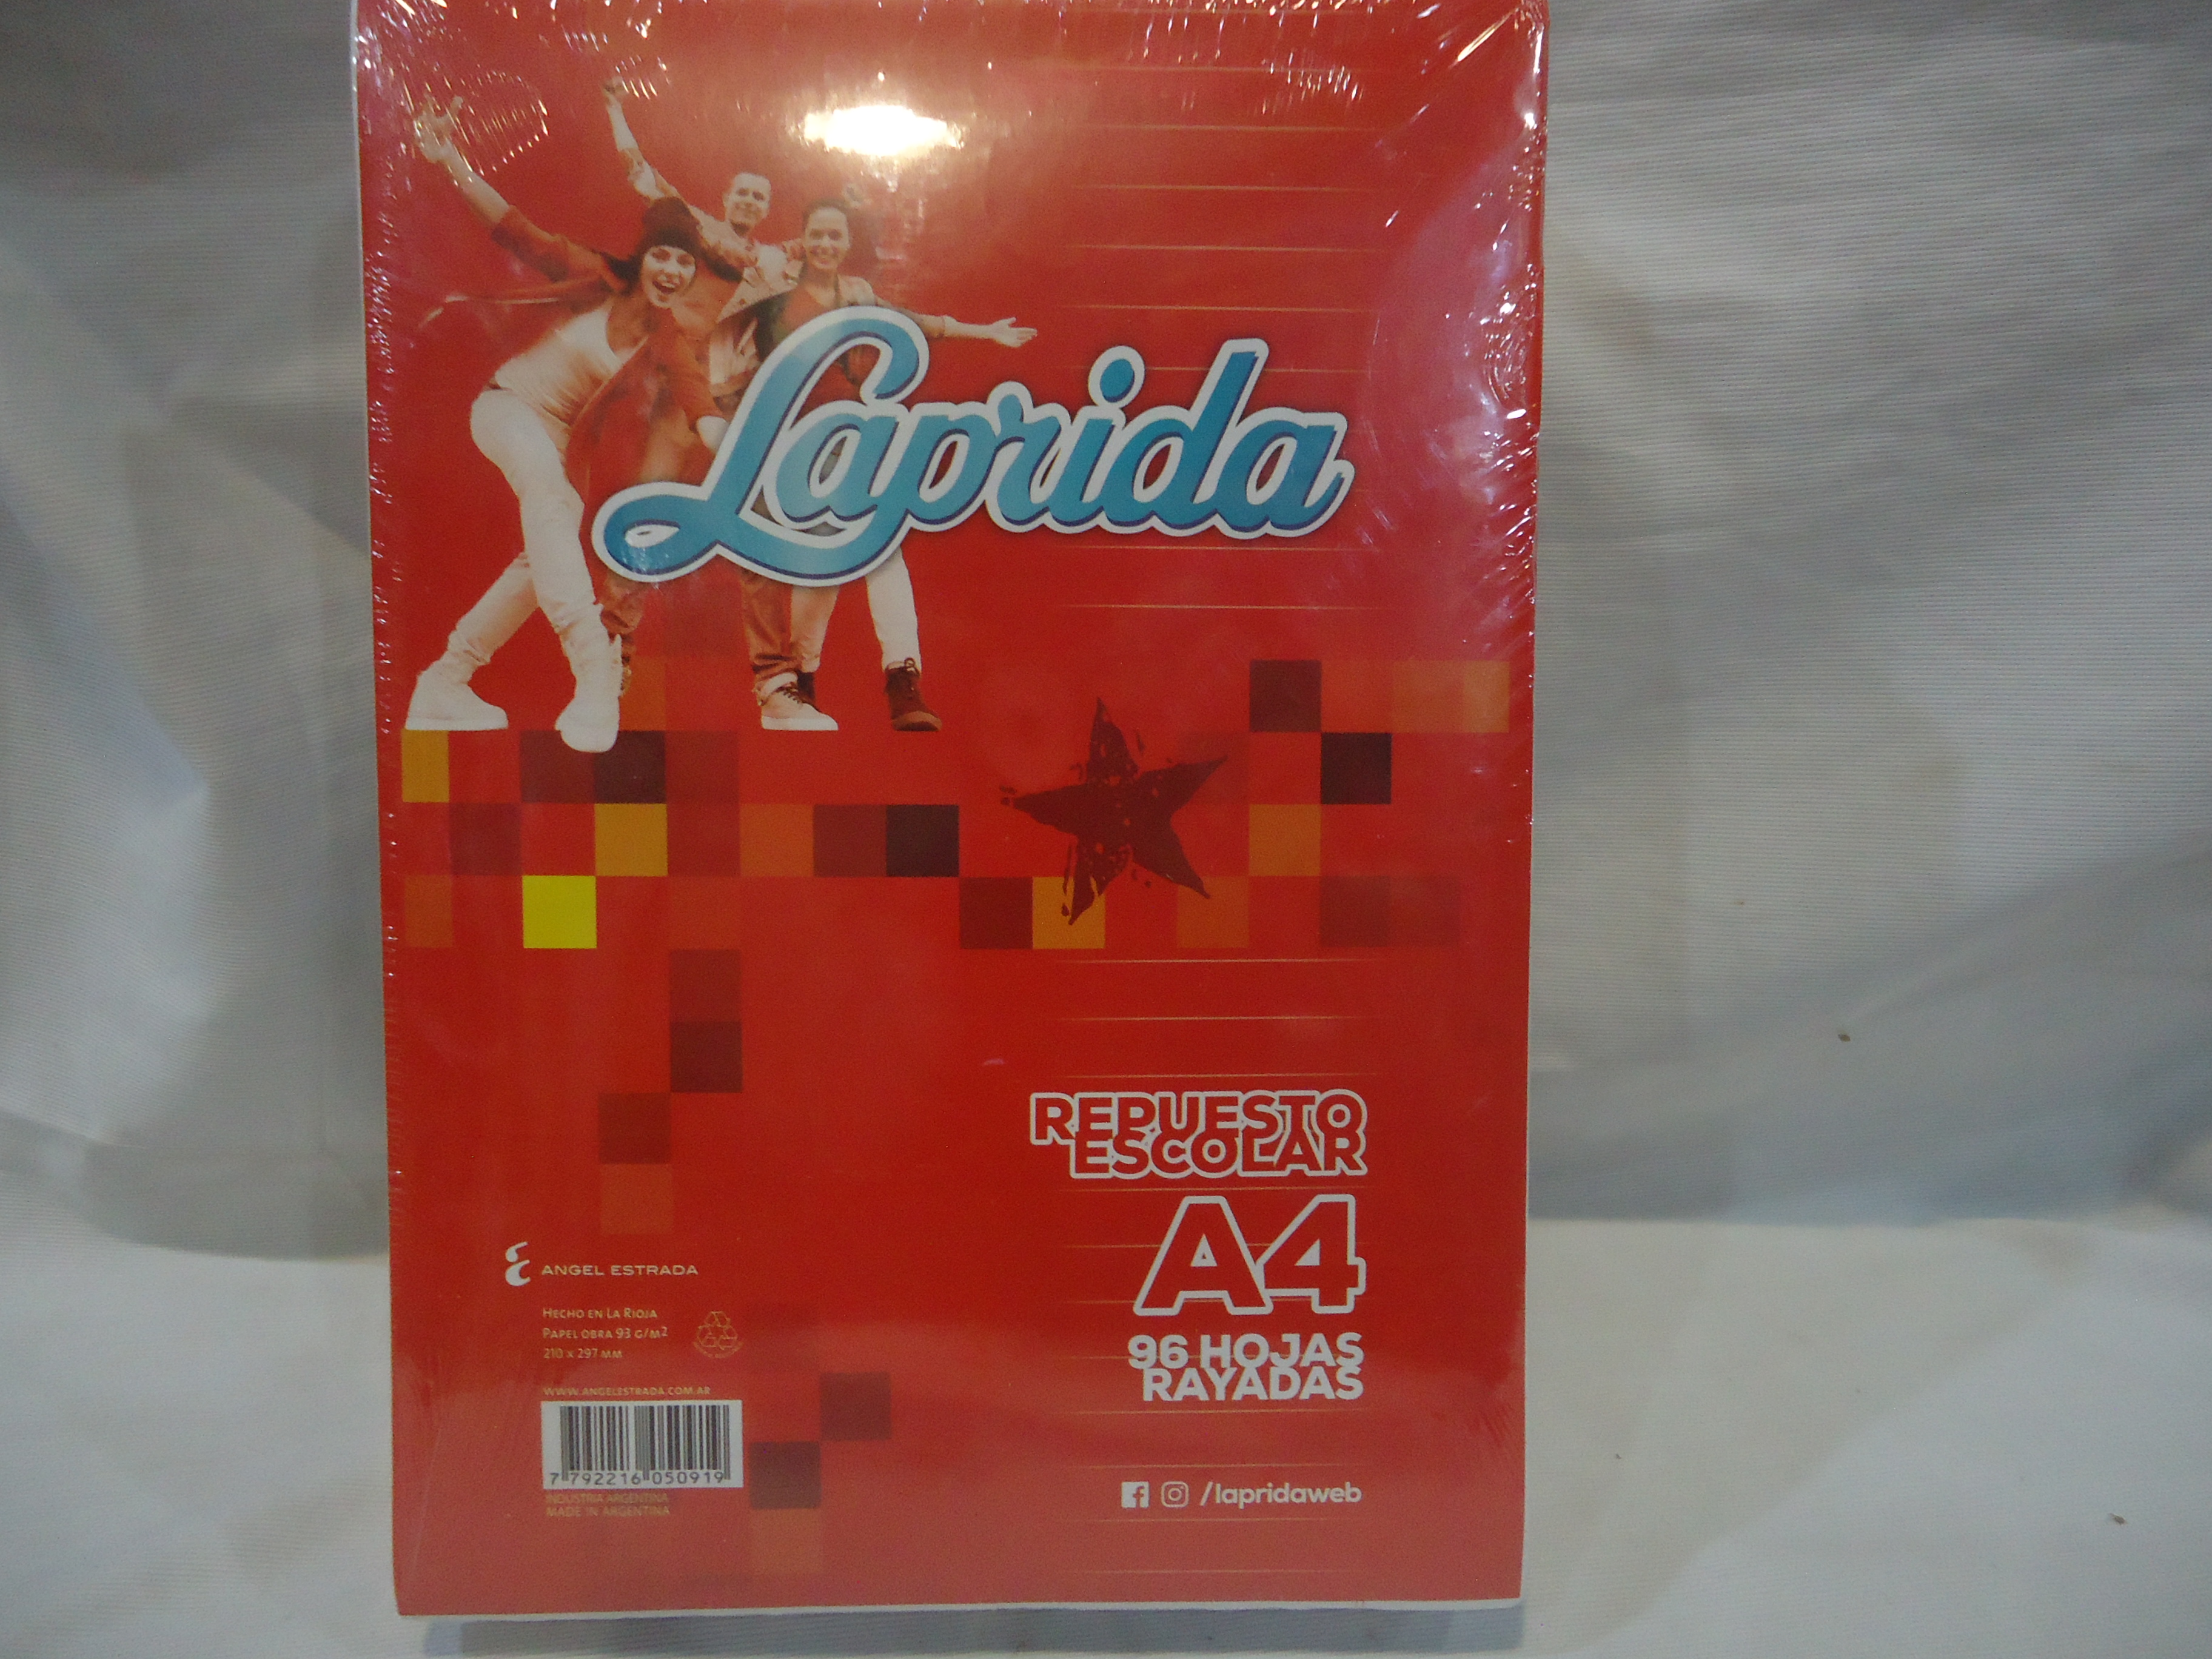 Laprida
REPUESTO
ESCOLAR
A4
96 HOJAS
RAYADAS
ANGEL ESTRADA
HECHO EN LA RIOJA
PAPEL OBRA 93 G/M2
210 x 297 MM
WWW.ANGELESTRADA.COM.AR
7 792216 050919
INDUSTRIA ARGENTINA
MADE IN ARGENTINA
/lapridaweb